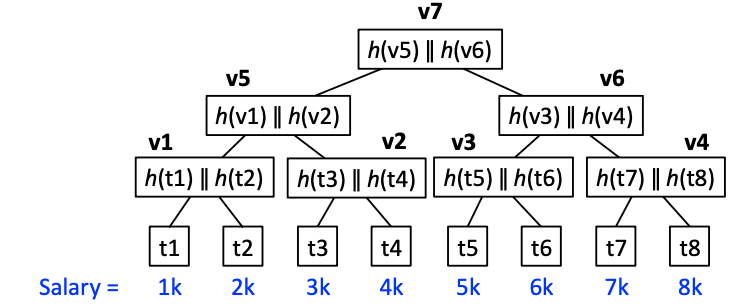 v7
h(v5) || h(v6)
v5 v6
h(v1) || h(v2) h(v3) || h(v4)
v1 v2 v3 v4
h(t1) || h(t2) h(t3) || h(t4) h(t5) || h(t6) h(t7) || h(t8)
t1 t2 t3 t4 t5 t6 t7 t8
Salary = 1k 2k 3k 4k 5k 6k 7k 8k